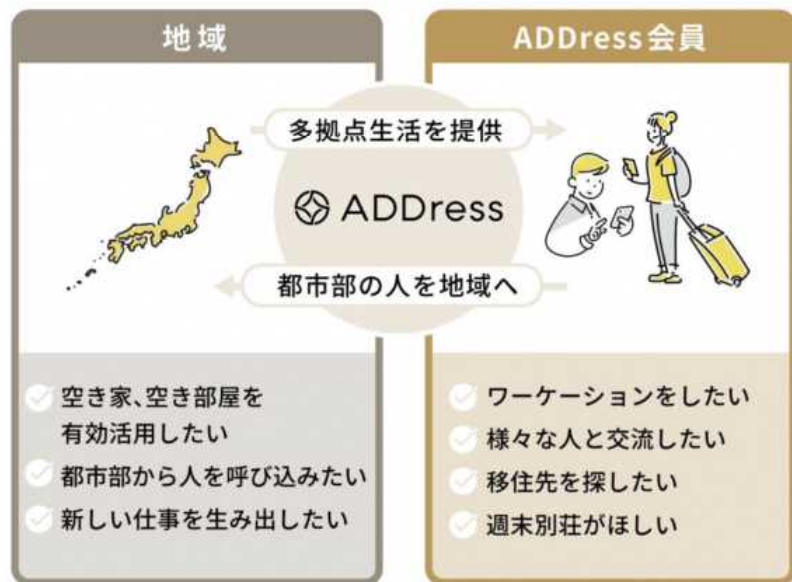 地域
ADDress会員
多拠点生活を提供
ADDress
都市部の人を地域へ
空き家、空き部屋を
有効活用したい
都市部から人を呼び込みたい
新しい仕事を生み出したい
ワーケーションをしたい
様々な人と交流したい
移住先を探したい
週末別荘がほしい